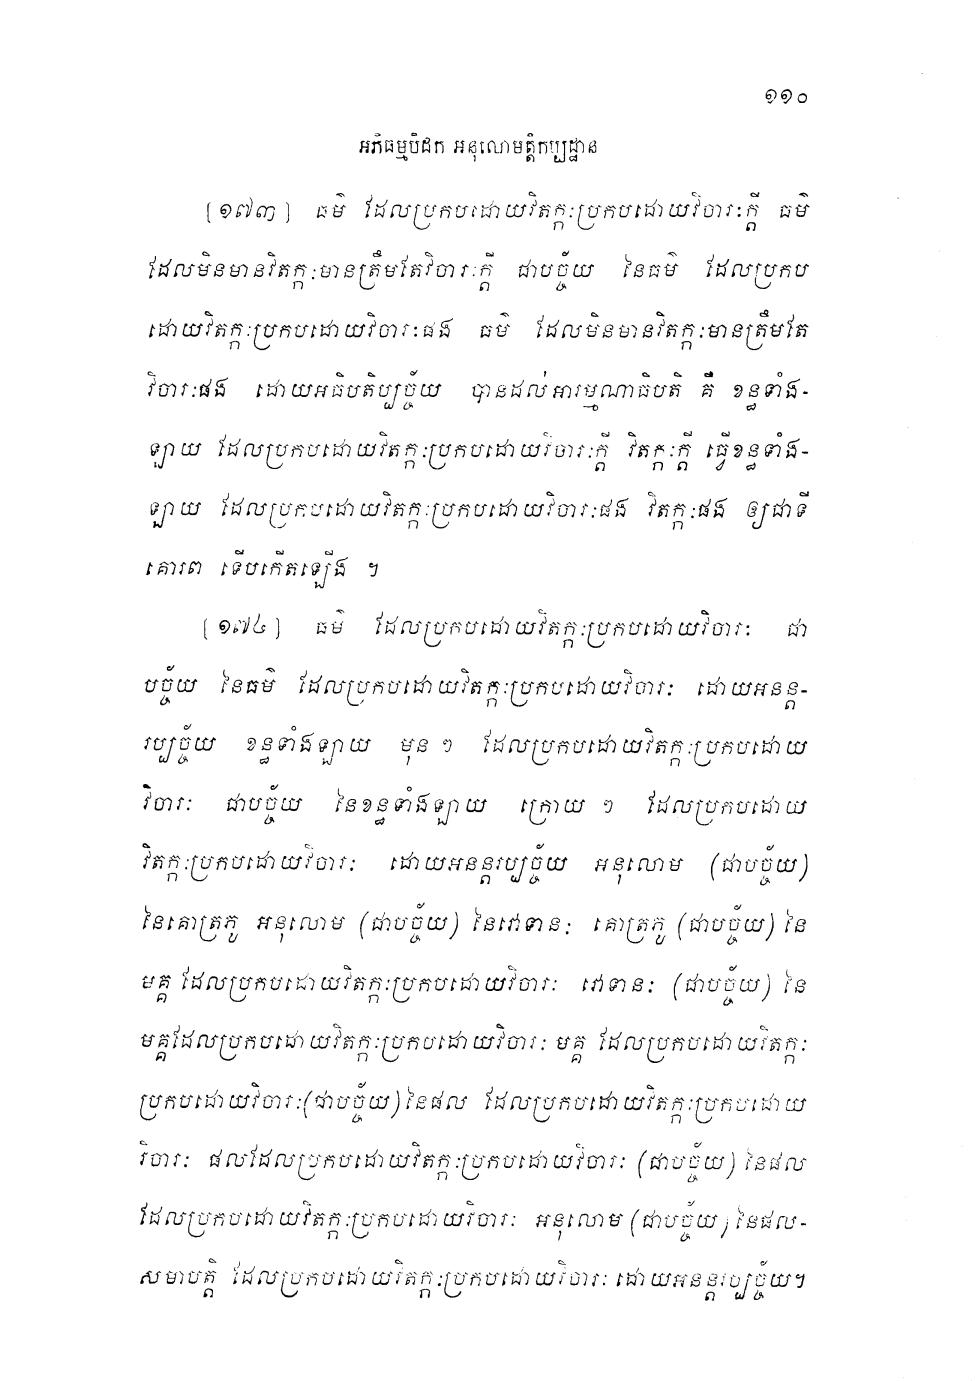 ១១០
អភិធម្មបិដក អនុលោមត្តិកប្បដ្ឋាន
[១៧៣] ធម៌ ដែលប្រកបដោយវិតក្កៈប្រកបដោយវិចារៈក្តី ធម៌
ដែលមិនមានវិតក្កៈមានត្រឹមតែវិចារៈក្តី ជាបច្ច័យ នៃធម៌ ដែលប្រកប
ដោយវិតក្កៈប្រកបដោយវិចារៈផង ធម៌ ដែលមិនមានវិតក្កៈមានត្រឹមតែ
វិចារៈផង ដោយអធិបតិប្បច្ច័យ បានដល់អារម្មណាធិបតិ គឺ ខន្ធទាំង-
ឡាយ ដែលប្រកបដោយវិតក្កៈប្រកបដោយវិចារៈក្តី វិតក្កៈក្តី ធ្វើខន្ធទាំង-
ឡាយ ដែលប្រកបដោយវិតក្កៈប្រកបដោយវិចារៈផង វិតក្កៈផង ឲ្យជាទី
គោរព ទើបកើតឡើង ។
[១៧៤] ធម៌ ដែលប្រកបដោយវិតក្កៈប្រកបដោយវិចារៈ ជា
បច្ច័យ នៃធម៌ ដែលប្រកបដោយវិតក្កៈប្រកបដោយវិចារៈ ដោយអនន្ត-
រប្បច្ច័យ ខន្ធទាំងឡាយ មុន ៗ ដែលប្រកបដោយវិតក្កៈប្រកបដោយ
វិចារៈ ជាបច្ច័យ នៃខន្ធទាំងឡាយ ក្រោយ ៗ ដែលប្រកបដោយ
វិតក្កៈប្រកបដោយវិចារៈ ដោយអនន្តរប្បច្ច័យ អនុលោម (ជាបច្ច័យ)
នៃគោត្រភូ អនុលោម (ជាបច្ច័យ) នៃវោទានៈ គោត្រភូ (ជាបច្ច័យ) នៃ
មគ្គ ដែលប្រកបដោយវិតក្កៈប្រកបដោយវិចារៈ វោទានៈ (ជាបច្ច័យ) នៃ
មគ្គដែលប្រកបដោយវិតក្កៈប្រកបដោយវិចារៈ មគ្គ ដែលប្រកបដោយវិតក្កៈ
ប្រកបដោយវិចារៈ(ជាបច្ច័យ)នៃផល ដែលប្រកបដោយវិតក្កៈប្រកបដោយ
វិចារៈ ផលដែលប្រកបដោយវិតក្កៈប្រកបដោយវិចារៈ (ជាបច្ច័យ) នៃផល
ដែលប្រកបដោយវិតក្កៈប្រកបដោយវិចារៈ អនុលោម (ជាបច្ច័យ) នៃផល-
សមាបត្តិ ដែលប្រកបដោយវិតក្កៈប្រកបដោយវិចារៈ ដោយអនន្តរប្បច្ច័យ។